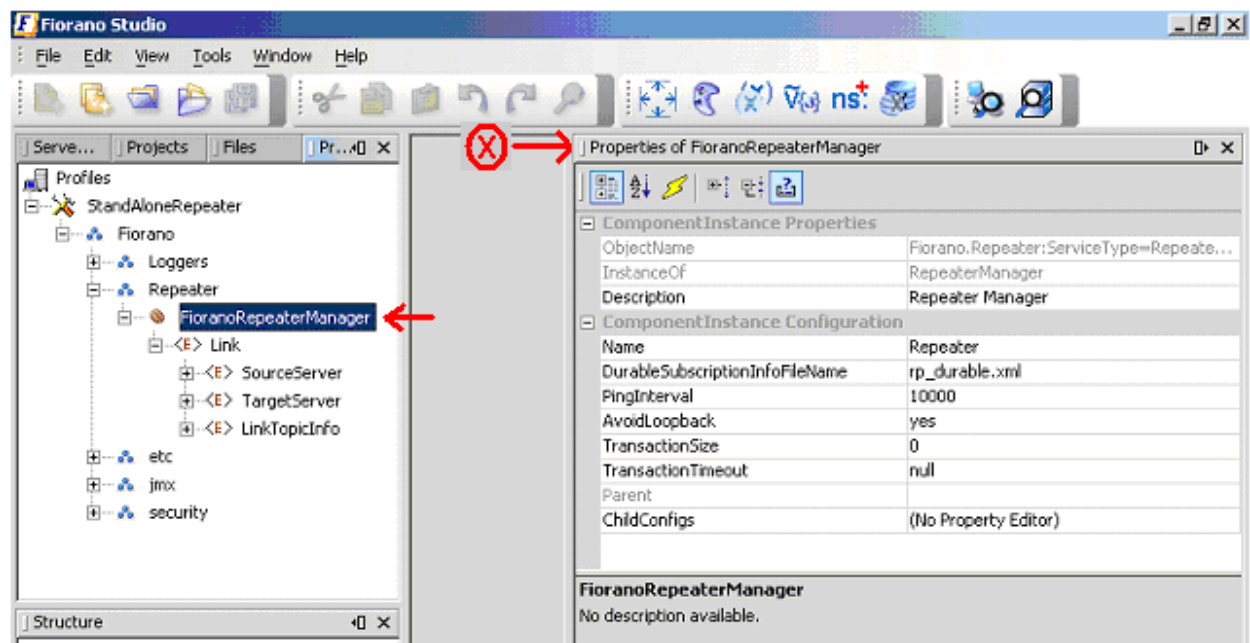 Fiorano Studio
File Edit View Tools Window Help
ns:
Serve... Projects Files Pr...
X
Properties of FioranoRepeaterManager
Profiles
StandAloneRepeater
Fiorano
Loggers
Repeater
FioranoRepeaterManager
<E> Link
<E> SourceServer
<E> TargetServer
<E> LinkTopicInfo
etc
jmx
security
Structure
ComponentInstance Properties
ObjectName Fiorano.Repeater:ServiceType=Repeate...
InstanceOf RepeaterManager
Description Repeater Manager
ComponentInstance Configuration
Name Repeater
DurableSubscriptionInfoFileName rp_durable.xml
PingInterval 10000
AvoidLoopback yes
TransactionSize 0
TransactionTimeout null
Parent
ChildConfigs (No Property Editor)
FioranoRepeaterManager
No description available.